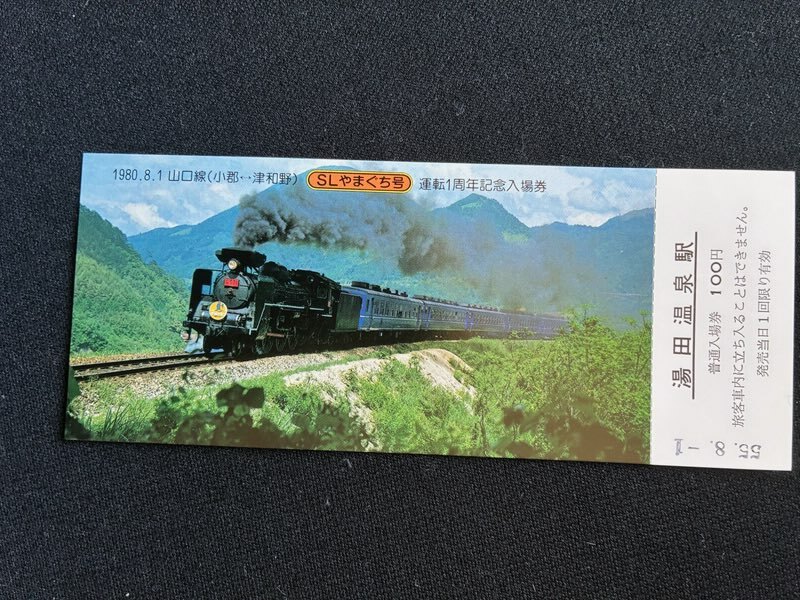 1980.8.1 山口線(小郡↔津和野) SLやまぐち号 運転1周年記念入場券
湯田温泉駅
普通入場券 100円
旅客車内に立ち入ることはできません。
発売当日1回限り有効
55. 8. 1